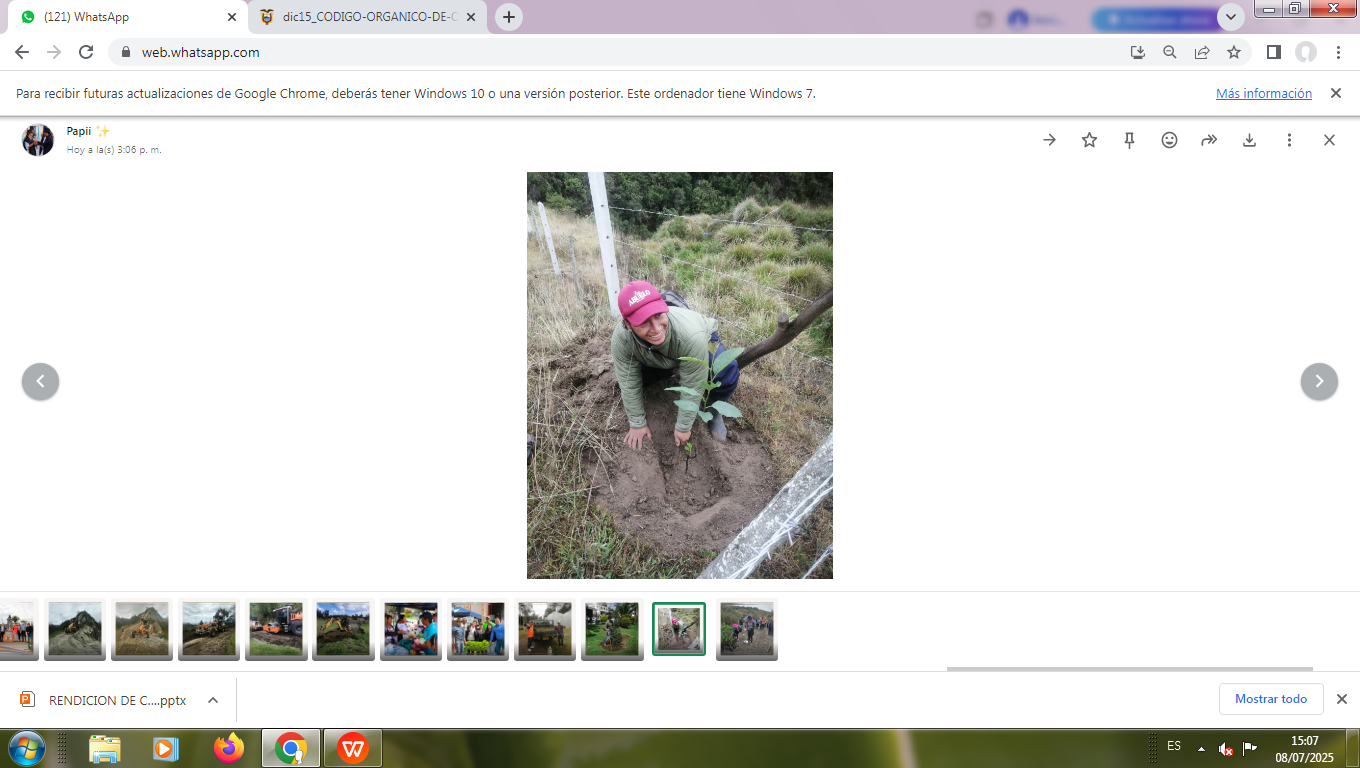 (121) WhatsApp
dic15_CODIGO-ORGANICO-DE-C
web.whatsapp.com
Para recibir futuras actualizaciones de Google Chrome, deberás tener Windows 10 o una versión posterior. Este ordenador tiene Windows 7.
Más información
Papii ✨
Hoy a la(s) 3:06 p. m.
RENDICION DE C....pptx
Mostrar todo
ES
15:07
08/07/2025